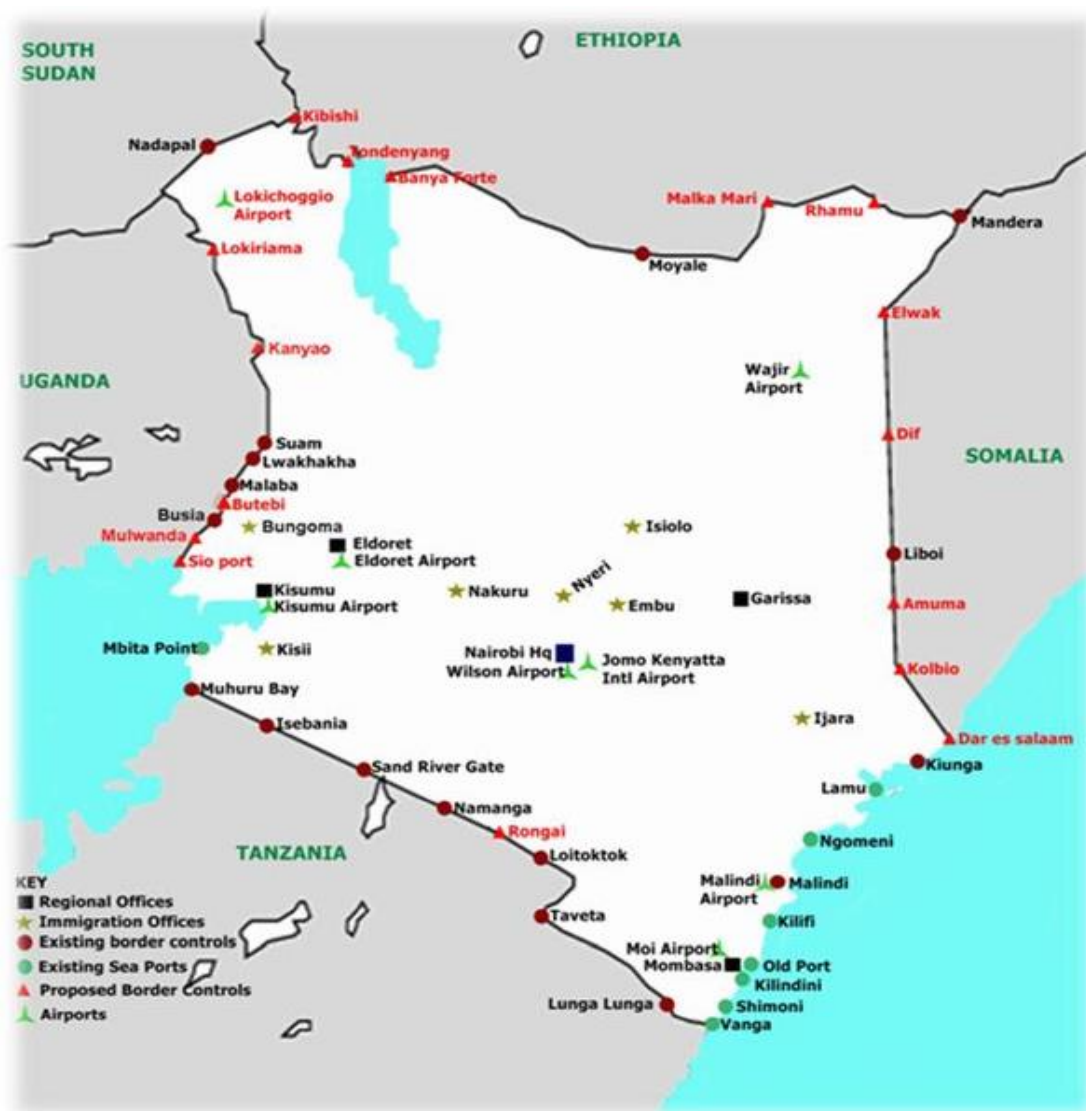 SOUTH
SUDAN
ETHIOPIA
Kibishi
Nadapal
Tondenyang
Banya Forte
Lokichoggio
Airport
Malka Mari
Rhamu
Mandera
Lokiriama
Moyale
Elwak
Kanyao
UGANDA
Wajir
Airport
Dif
Suam
SOMALIA
Lwakhakha
Malaba
Butebi
Busia
Bungoma
Isiolo
Mulwanda
Eldoret
Eldoret Airport
Sio port
Liboi
Kisumu
Kisumu Airport
Nakuru
Nyeri
Embu
Garissa
Amuma
Mbita Point
Kisii
Nairobi Hq
Wilson Airport
Jomo Kenyatta
Intl Airport
Kolbio
Muhuru Bay
Isebania
Ijara
Dar es salaam
Sand River Gate
Kiunga
Lamu
Namanga
Rongai
Ngomeni
TANZANIA
Loitoktok
Malindi
Airport
Malindi
Taveta
Kilifi
Moi Airport
Mombasa
Old Port
Kilindini
Lunga Lunga
Shimoni
Vanga
KEY
Regional Offices
Immigration Offices
Existing border controls
Existing Sea Ports
Proposed Border Controls
Airports